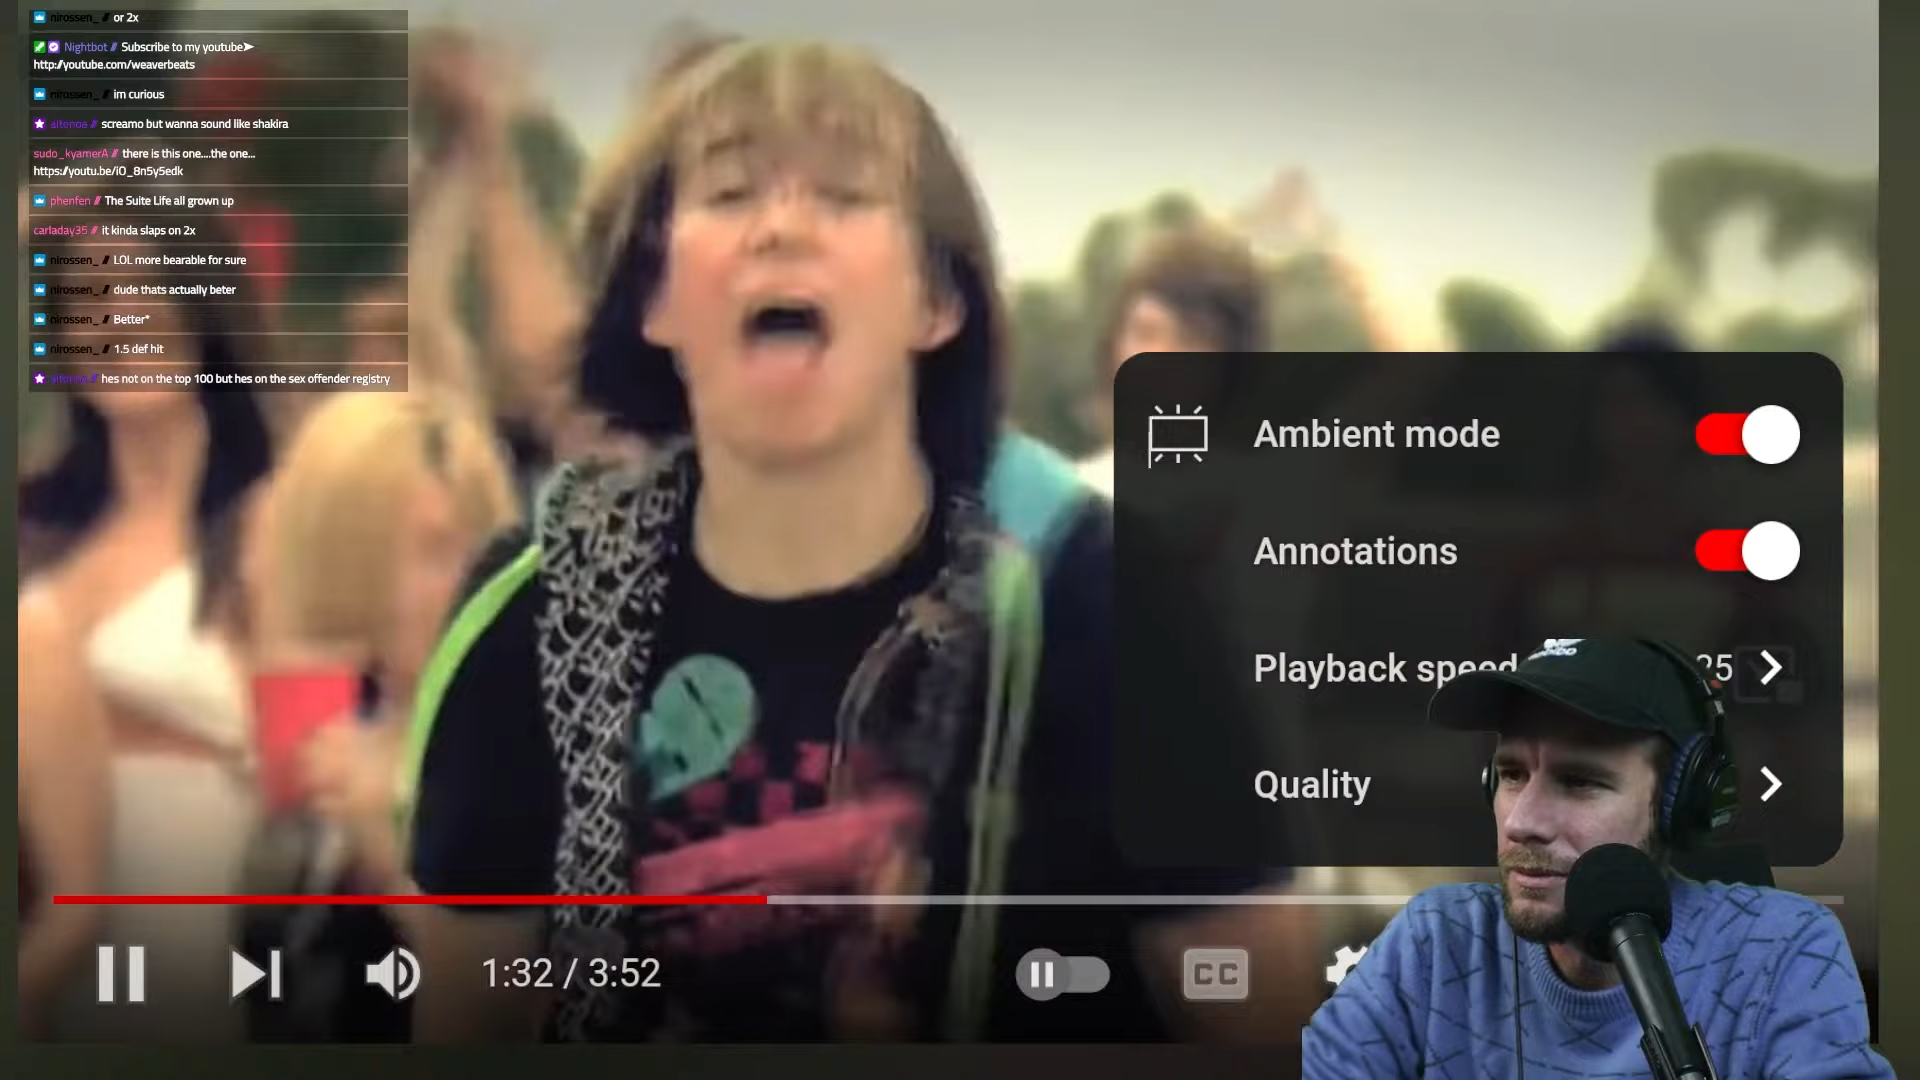 nirossen_ // or 2x
Nightbot // Subscribe to my youtube➤
http://youtube.com/weaverbeats
nirossen_ // im curious
altenoa // screamo but wanna sound like shakira
sudo_kyamerA // there is this one....the one...
https://youtu.be/iO_8n5y5edk
phenfen // The Suite Life all grown up
carladay35 // it kinda slaps on 2x
nirossen_ // LOL more bearable for sure
nirossen_ // dude thats actually beter
nirossen_ // Better*
nirossen_ // 1.5 def hit
altenoa // hes not on the top 100 but hes on the sex offender registry
Ambient mode
Annotations
Playback speed 25
Quality
1:32 / 3:52
CC